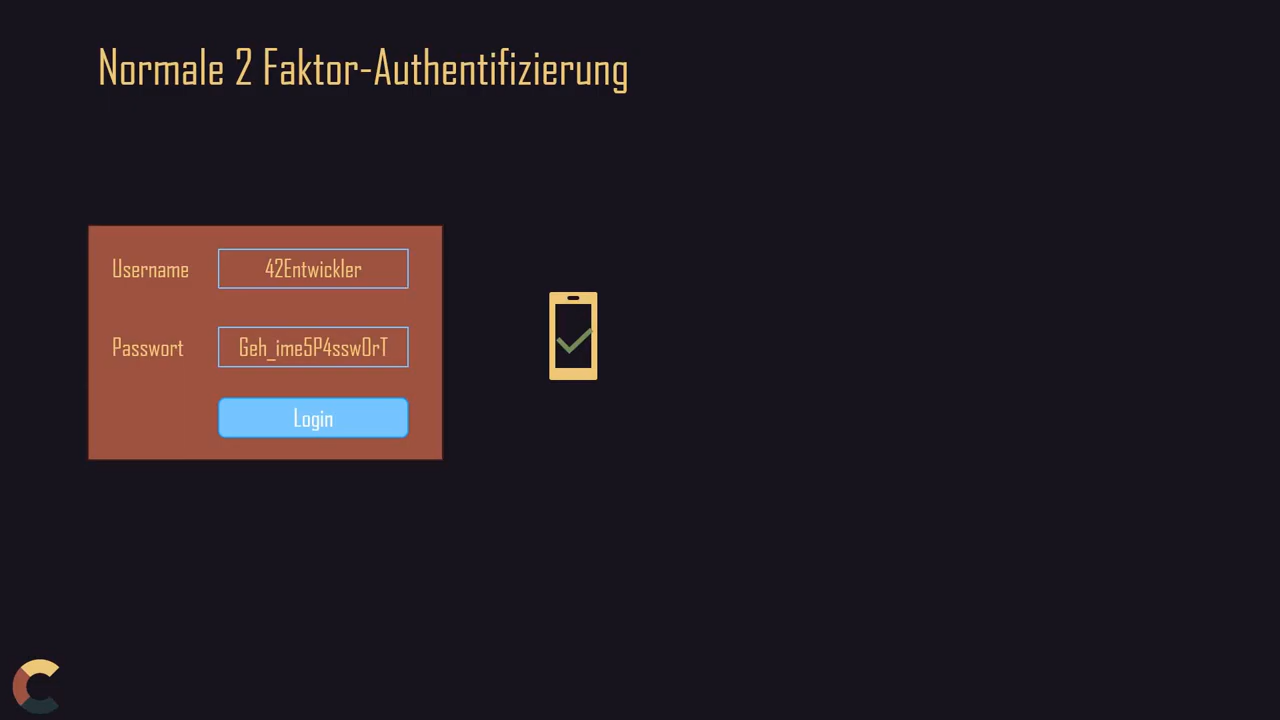 Normale 2 Faktor-Authentifizierung
Username
42Entwickler
Passwort
Geh_ime5P4ssw0rT
Login